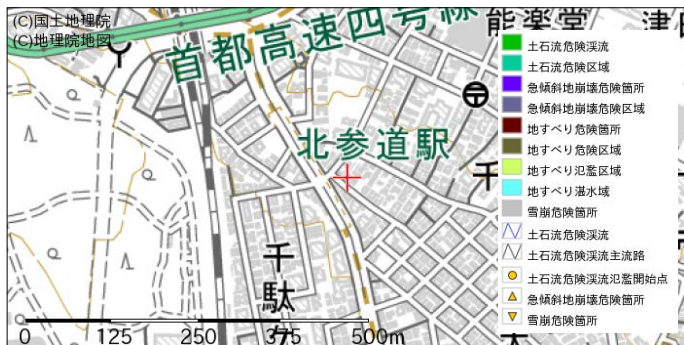 (C)国土地理院
(C)地理院地図
首都高速四号線
能楽堂
津田
北参道駅
千
千駄ケ
0 125 250 375 500m
土石流危険渓流
土石流危険区域
急傾斜地崩壊危険箇所
急傾斜地崩壊危険区域
地すべり危険箇所
地すべり危険区域
地すべり氾濫区域
地すべり湛水域
雪崩危険箇所
土石流危険渓流
土石流危険渓流主流路
土石流危険渓流氾濫開始点
急傾斜地崩壊危険箇所
雪崩危険箇所